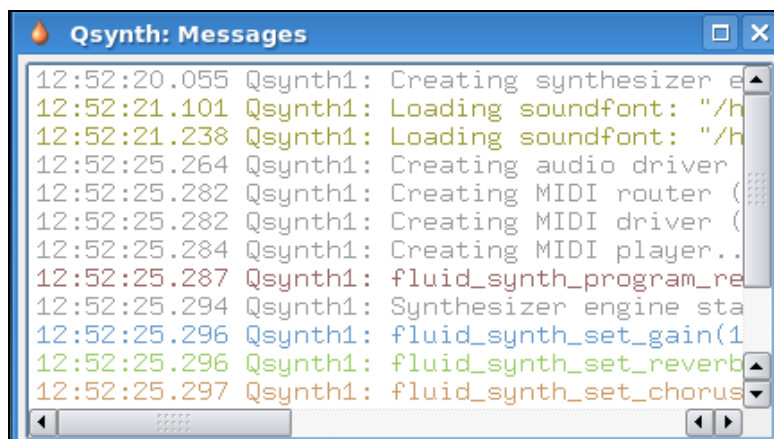 Qsynth: Messages
12:52:20.055 Qsynth1: Creating synthesizer e
12:52:21.101 Qsynth1: Loading soundfont: "/h
12:52:21.238 Qsynth1: Loading soundfont: "/h
12:52:25.264 Qsynth1: Creating audio driver
12:52:25.282 Qsynth1: Creating MIDI router (
12:52:25.282 Qsynth1: Creating MIDI driver (
12:52:25.284 Qsynth1: Creating MIDI player..
12:52:25.287 Qsynth1: fluid_synth_program_re
12:52:25.294 Qsynth1: Synthesizer engine sta
12:52:25.296 Qsynth1: fluid_synth_set_gain(1
12:52:25.296 Qsynth1: fluid_synth_set_reverb
12:52:25.297 Qsynth1: fluid_synth_set_chorus